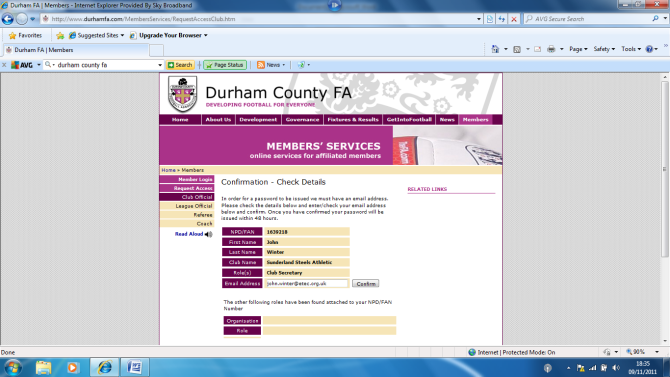 Durham FA | Members - Internet Explorer Provided By Sky Broadband
http://www.durhamfa.com/MembersServices/RequestAccessClub.htm
AVG Secure Search
Favorites Suggested Sites Upgrade Your Browser
Durham FA | Members
Page Safety Tools
AVG durham county fa Search Page Status News
Durham County FA
DEVELOPING FOOTBALL FOR EVERYONE
Home About Us Development Governance Fixtures & Results GetIntoFootball News Members
MEMBERS' SERVICES
online services for affiliated members
Home > Members
Member Login
Request Access
Club Official
League Official
Referee
Coach
Read Aloud
Confirmation - Check Details
In order for a password to be issued we must have an email address.
Please check the details below and enter/check your email
address below and confirm. Once you have confirmed your password will be
issued within 48 hours.
NPD/FAN 1639218
First Name John
Last Name Winter
Club Name Sunderland Steels Athletic
Role(s) Club Secretary
Email Address john.winter@atec.org.uk Confirm
The other following roles have been found attached to your NPD/FAN
Number
Organisation
Role
RELATED LINKS
Done
Internet | Protected Mode: On
90%
18:35
09/11/2011